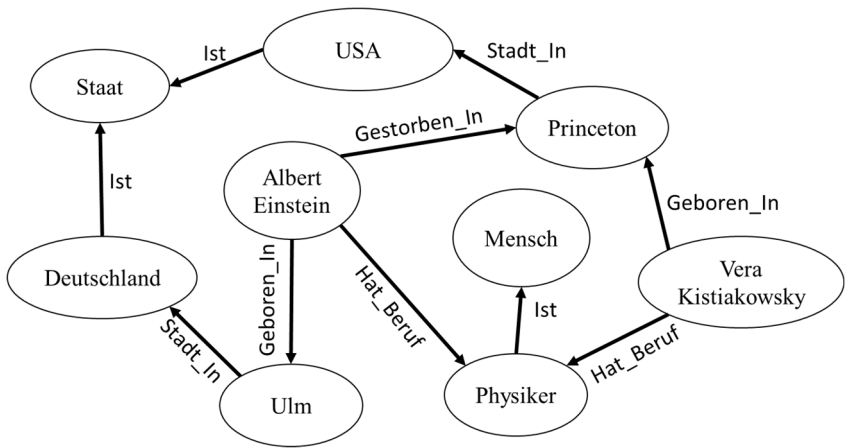 USA
Ist
Stadt_In
Staat
Gestorben_In
Princeton
Albert
Einstein
Ist
Geboren_In
Mensch
Vera
Kistiakowsky
Deutschland
Geboren_In
Hat_Beruf
Ist
Stadt_In
Hat_Beruf
Ulm
Physiker